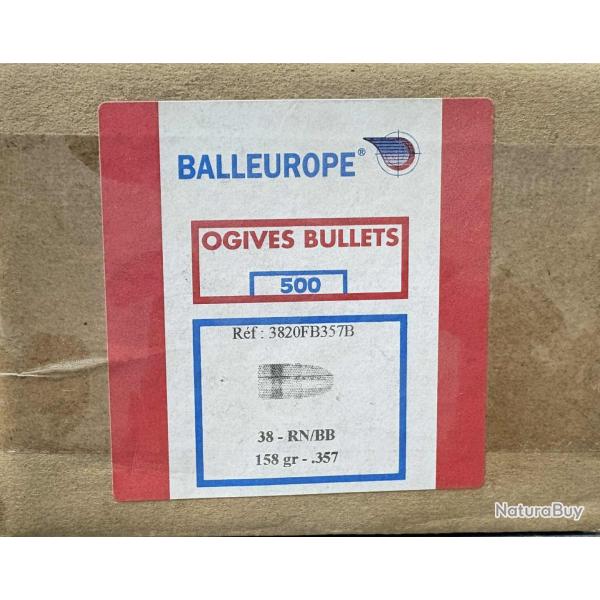 BALLEUROPE®
OGIVES BULLETS
500
Réf : 3820FB357B
38 - RN/BB
158 gr - .357
NaturaBuy